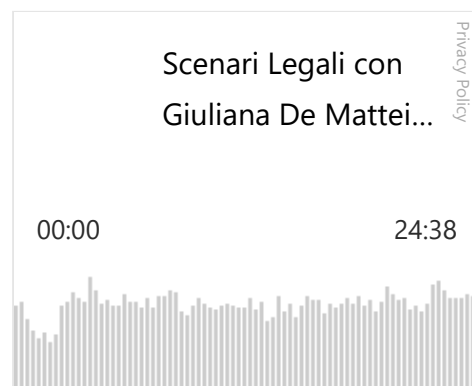 Scenari Legali con
Giuliana De Mattei...
Privacy Policy
00:00
24:38